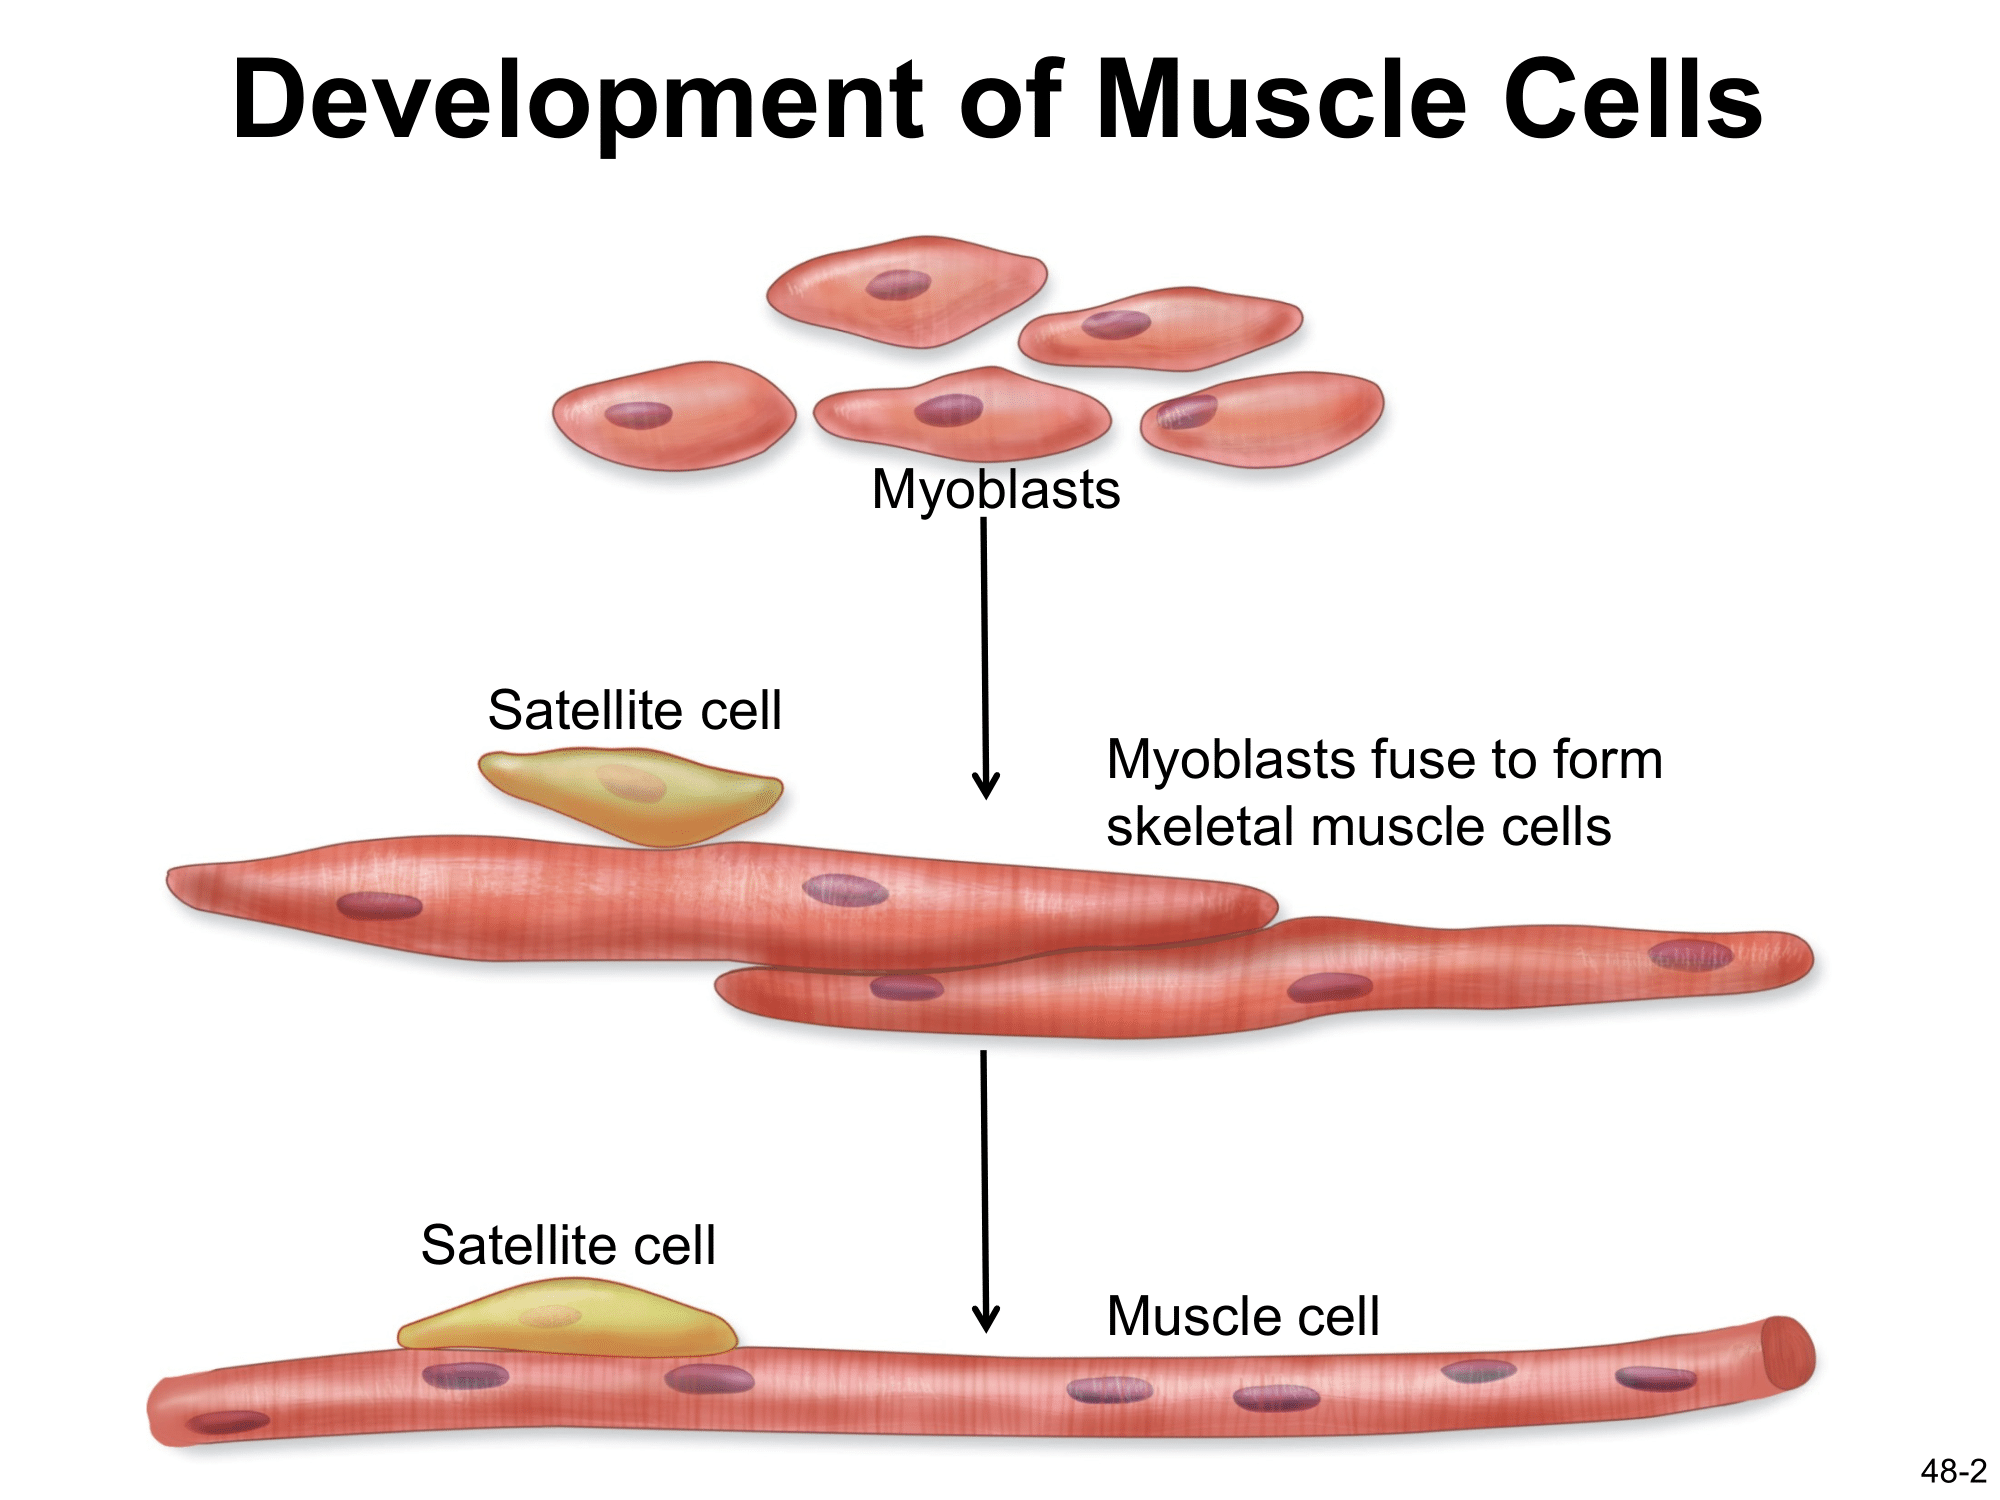 Development of Muscle Cells
Myoblasts
Satellite cell
Myoblasts fuse to form
skeletal muscle cells
Satellite cell
Muscle cell
48-2